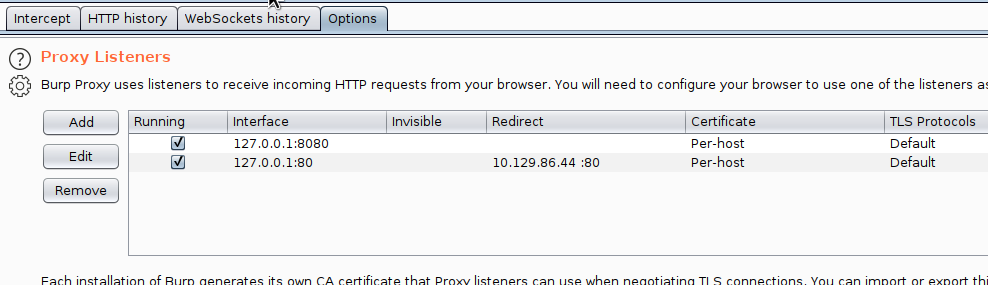 Intercept HTTP history WebSockets history Options
Proxy Listeners
Burp Proxy uses listeners to receive incoming HTTP requests from your browser. You will need to configure your browser to use one of the listeners as
Add Running Interface Invisible Redirect Certificate TLS Protocols
127.0.0.1:8080 Per-host Default
Edit 127.0.0.1:80 10.129.86.44 :80 Per-host Default
Remove
Each installation of Burp generates its own CA certificate that Proxy listeners can use when negotiating TLS connections. You can import or export thi